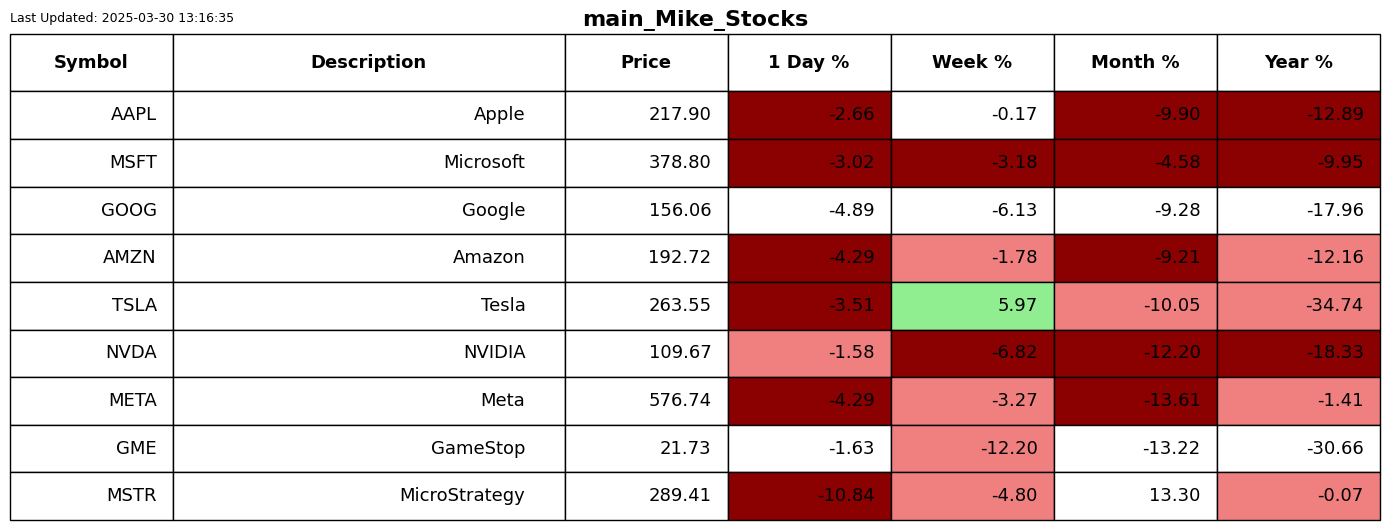 Last Updated: 2025-03-30 13:16:35
main_Mike_Stocks
Symbol Description Price 1 Day % Week % Month % Year %
AAPL Apple 217.90 -2.66 -0.17 -9.90 -12.89
MSFT Microsoft 378.80 -3.02 -3.18 -4.58 -9.95
GOOG Google 156.06 -4.89 -6.13 -9.28 -17.96
AMZN Amazon 192.72 -4.29 -1.78 -9.21 -12.16
TSLA Tesla 263.55 -3.51 5.97 -10.05 -34.74
NVDA NVIDIA 109.67 -1.58 -6.82 -12.20 -18.33
META Meta 576.74 -4.29 -3.27 -13.61 -1.41
GME GameStop 21.73 -1.63 -12.20 -13.22 -30.66
MSTR MicroStrategy 289.41 -10.84 -4.80 13.30 -0.07